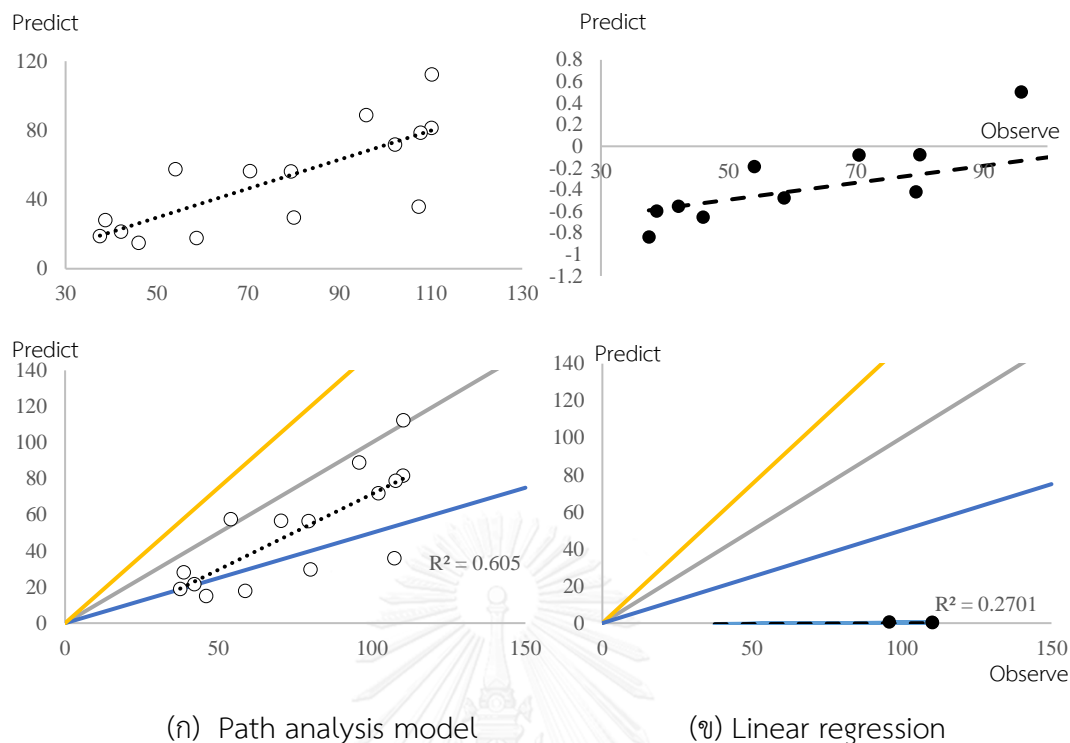 Predict
120
80
40
0
30 50 70 90 110 130
Predict
0.8
0.6
0.4
0.2
0
-0.2
-0.4
-0.6
-0.8
-1
-1.2
Observe
30 50 70 90
Predict
140
120
100
80
60
40
20
0
R² = 0.605
0 50 100 150
Predict
140
120
100
80
60
40
20
0
R² = 0.2701
0 50 100 150
Observe
(ก) Path analysis model
(ข) Linear regression